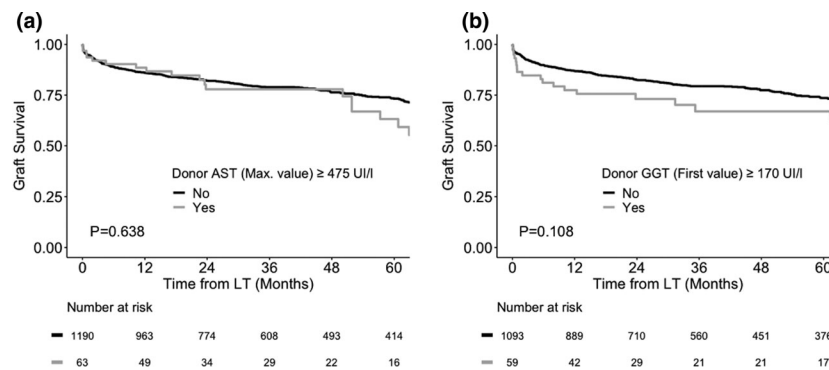 (a)
Graft Survival
1.00
0.75
0.50
0.25
0.00
Donor AST (Max. value) ≥ 475 UI/l
No
Yes
P=0.638
0 12 24 36 48 60
Time from LT (Months)
Number at risk
1190 963 774 608 493 414
63 49 34 29 22 16
(b)
Graft Survival
1.00
0.75
0.50
0.25
0.00
Donor GGT (First value) ≥ 170 UI/l
No
Yes
P=0.108
0 12 24 36 48 60
Time from LT (Months)
Number at risk
1093 889 710 560 451 376
59 42 29 21 21 17